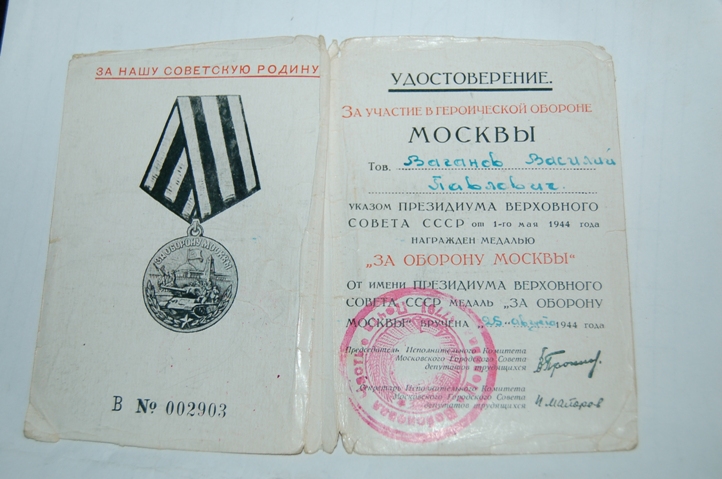 ЗА НАШУ СОВЕТСКУЮ РОДИНУ
ЗА ОБОРОНУ МОСКВЫ
В № 002903
УДОСТОВЕРЕНИЕ.
ЗА УЧАСТИЕ В ГЕРОИЧЕСКОЙ ОБОРОНЕ
МОСКВЫ
Тов. Ваганов Василий
Павлович.
УКАЗОМ ПРЕЗИДИУМА ВЕРХОВНОГО
СОВЕТА СССР от 1-го мая 1944 года
НАГРАЖДЕН МЕДАЛЬЮ
„ЗА ОБОРОНУ МОСКВЫ"
От имени ПРЕЗИДИУМА ВЕРХОВНОГО
СОВЕТА СССР МЕДАЛЬ „ЗА ОБОРОНУ
МОСКВЫ" ВРУЧЕНА „25" августа 1944 года
Председатель Исполнительного Комитета
Московского Городского Совета
депутатов трудящихся
Секретарь Исполнительного Комитета
Московского Городского Совета
депутатов трудящихся